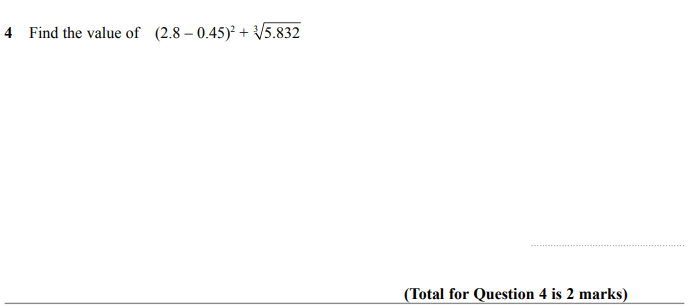 4 Find the value of (2.8 – 0.45)² + ∛5.832
(Total for Question 4 is 2 marks)